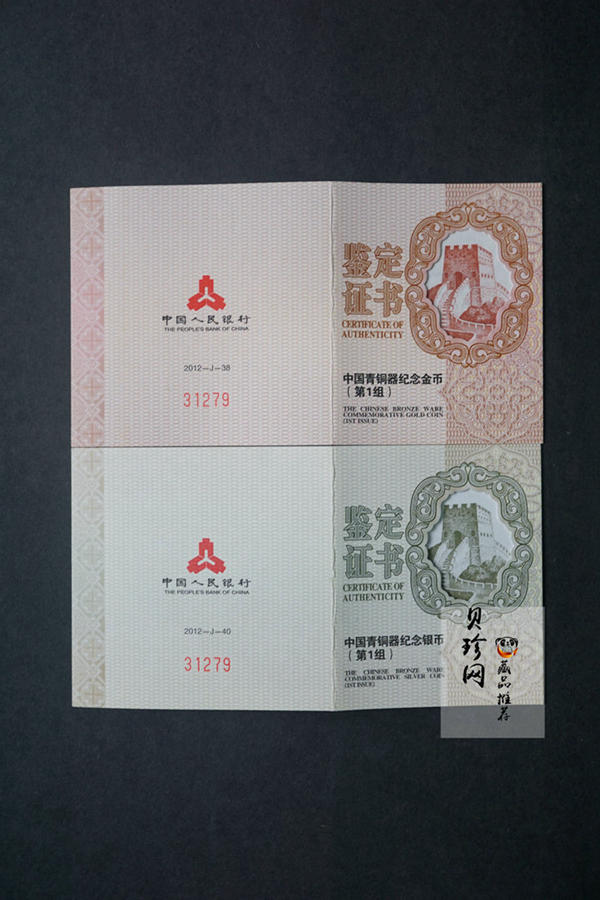 中国人民银行
THE PEOPLE'S BANK OF CHINA
2012-J-38
31279
鉴定
证书
CERTIFICATE OF
AUTHENTICITY
中国青铜器纪念金币
（第1组）
THE CHINESE BRONZE WARE
COMMEMORATIVE GOLD COIN
(1ST ISSUE)
中国人民银行
THE PEOPLE'S BANK OF CHINA
2012-J-40
31279
鉴定
证书
CERTIFICATE OF
AUTHENTICITY
中国青铜器纪念银币
（第1组）
THE CHINESE BRONZE WARE
COMMEMORATIVE SILVER COIN
(1ST ISSUE)
贝珍网
藏品推荐